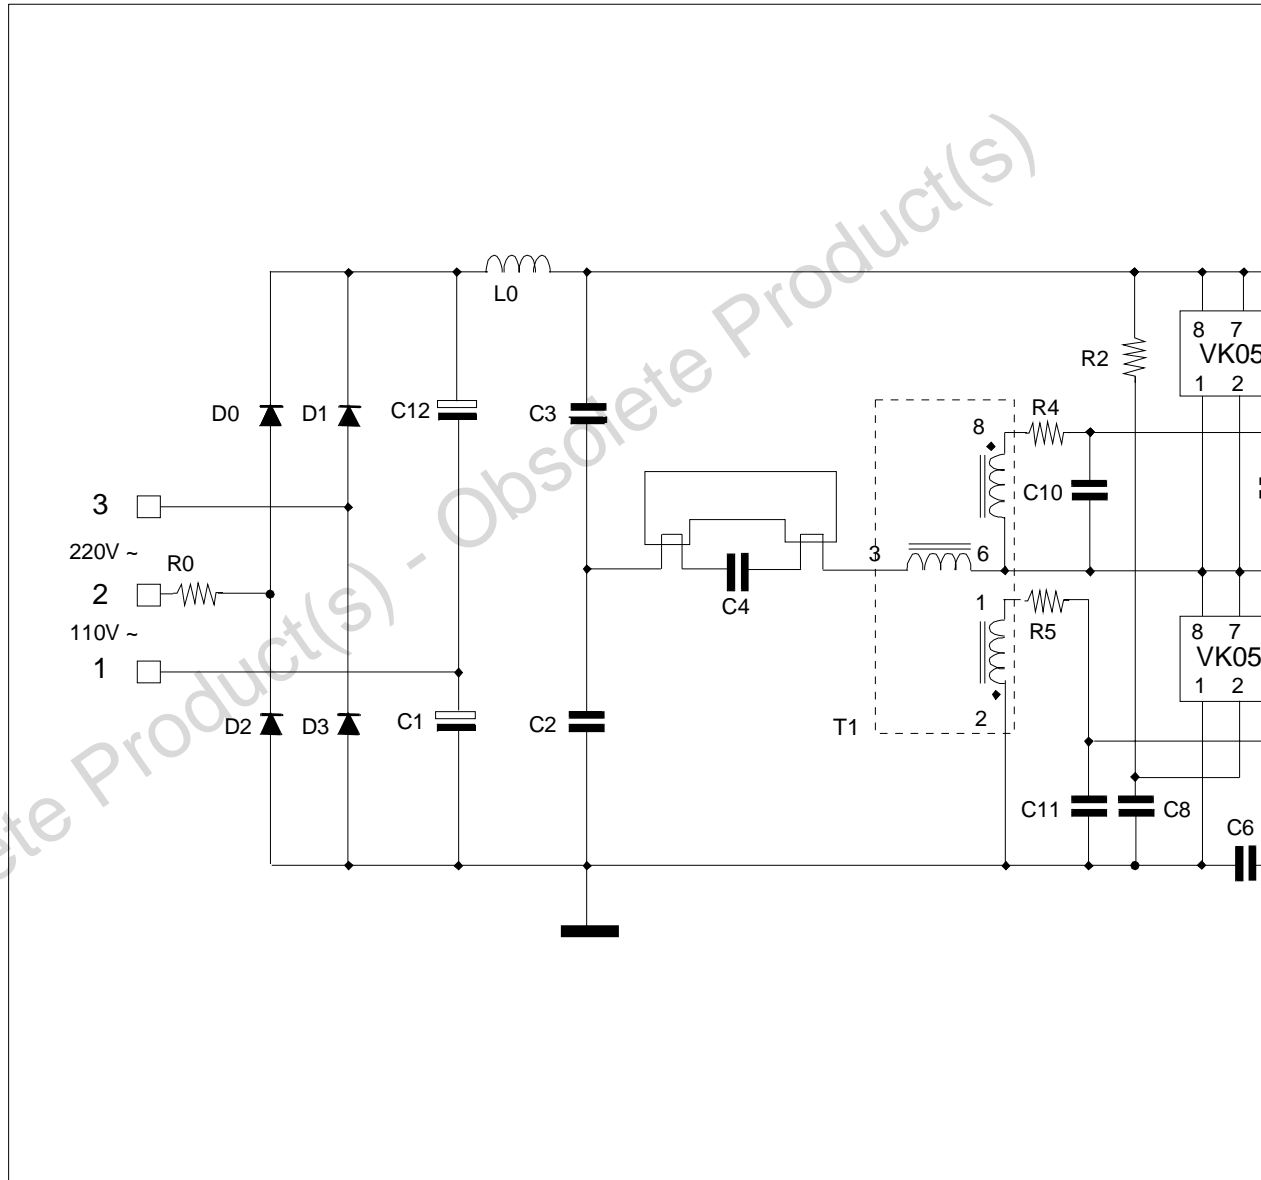 Obsolete Product(s) - Obsolete Product(s)
L0
8 7
R2
VK05
1 2
D0
D1
C12
C3
R4
8
C10
3
220V ~
R0
3
6
2
C4
1
R5
110V ~
1
8 7
VK05
1 2
D2
D3
C1
C2
T1
2
C11
C8
C6